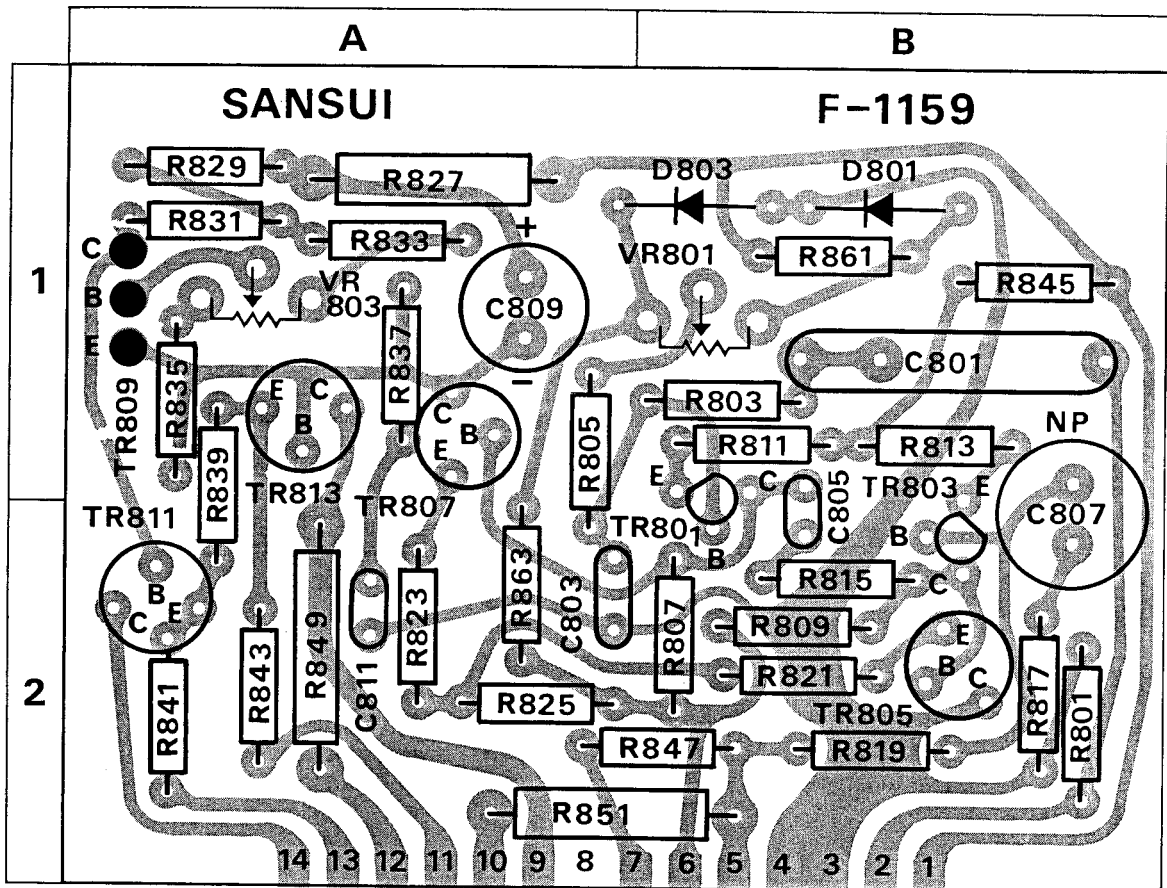 A B
SANSUI F-1159
1
2
R829
R827
D803
D801
R831
R833
+
C
VR801
R861
B
VR
803
C809
R845
E
R837
-
C801
TR809
R835
E C
B
C
B
E
R805
R803
R811
R813
NP
R839
TR813
TR807
E
C
C805
TR803
E
TR811
TR801
B
B
C807
R863
C803
R815
C
B
C E
R849
C811
R823
R807
R809
E
R821
B
C
R841
R843
R825
TR805
R817
R801
R847
R819
R851
14 13 12 11 10 9 8 7 6 5 4 3 2 1